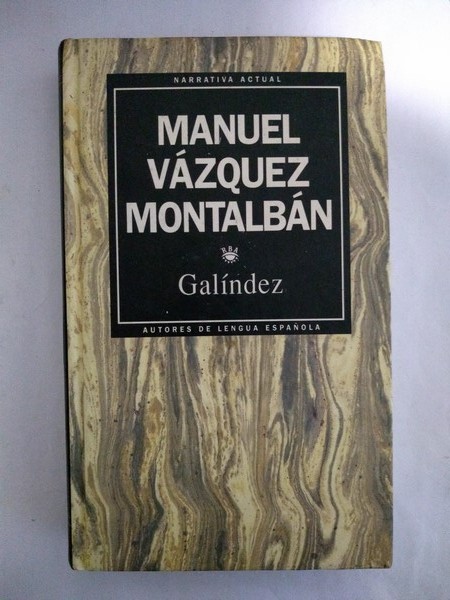 NARRATIVA ACTUAL
MANUEL
VÁZQUEZ
MONTALBÁN
RBA
Galíndez
AUTORES DE LENGUA ESPAÑOLA